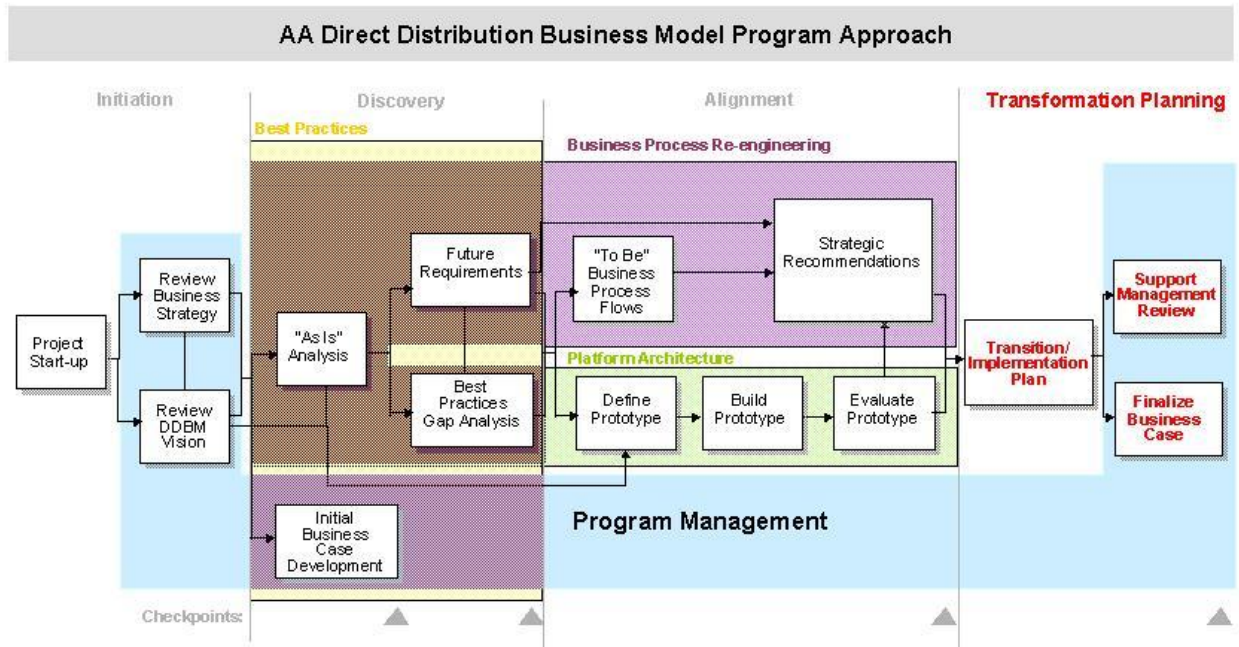 AA Direct Distribution Business Model Program Approach
Initiation
Discovery
Alignment
Transformation Planning
Best Practices
Business Process Re-engineering
Project
Start-up
Review
Business
Strategy
Review
DDBM
Vision
"As Is"
Analysis
Future
Requirements
Best
Practices
Gap Analysis
Initial
Business
Case
Development
"To Be"
Business
Process
Flows
Strategic
Recommendations
Platform Architecture
Define
Prototype
Build
Prototype
Evaluate
Prototype
Transition/
Implementation
Plan
Support
Management
Review
Finalize
Business
Case
Program Management
Checkpoints: